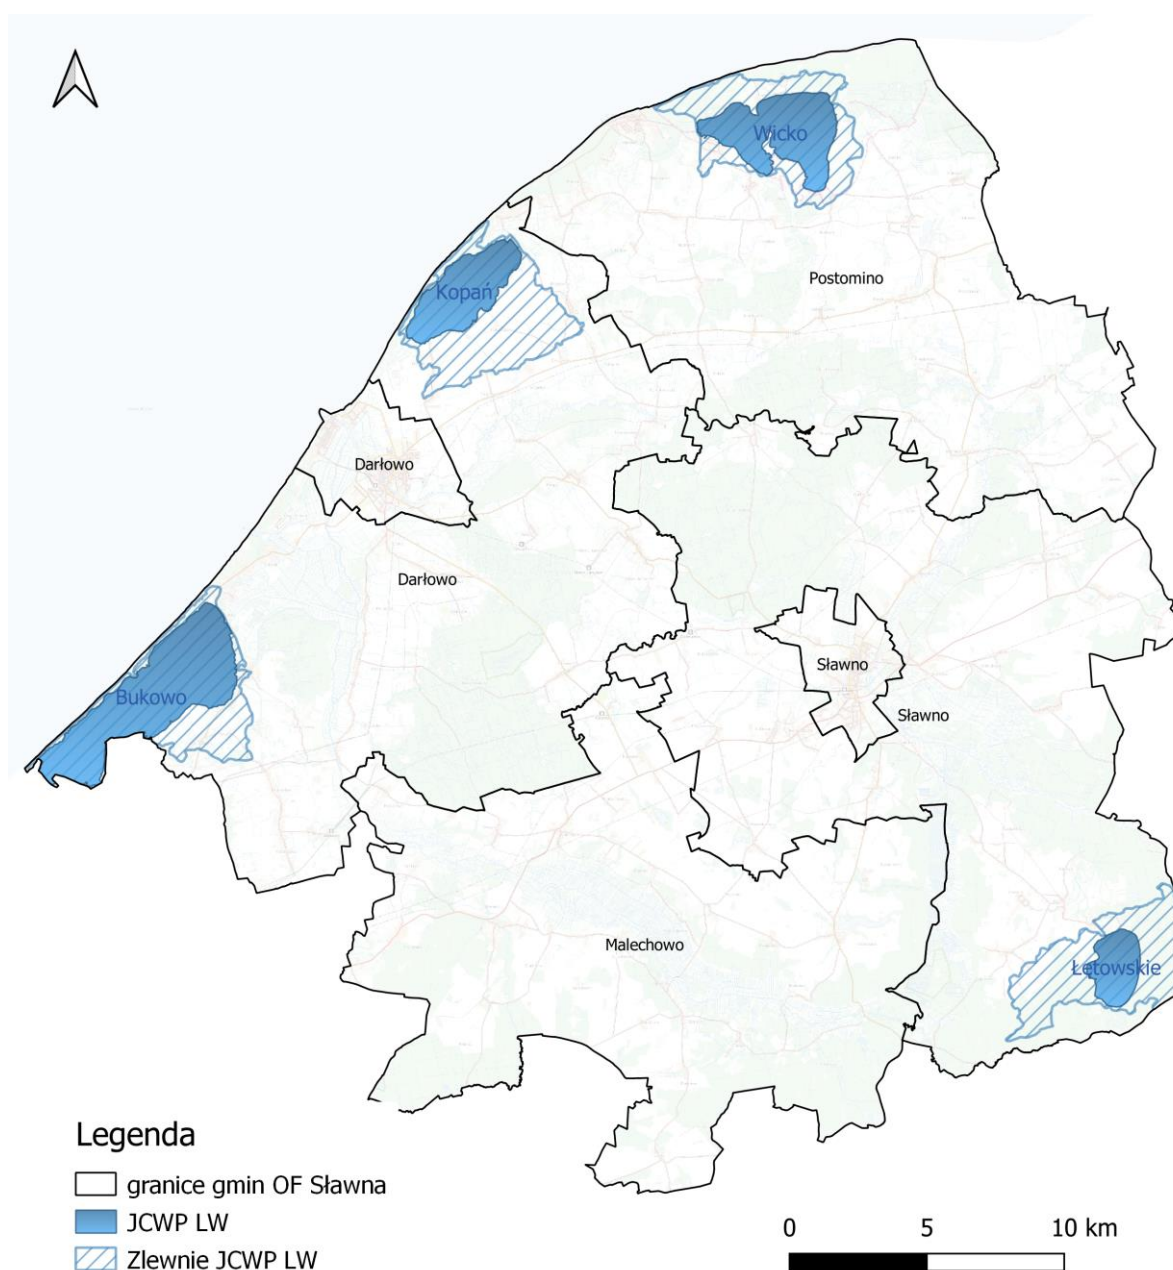 Wicko
Postomino
Kopań
Darłowo
Darłowo
Sławno
Sławno
Bukowo
Malechowo
Łętowskie
Legenda
granice gmin OF Sławna
JCWP LW
Zlewnie JCWP LW
0 5 10 km